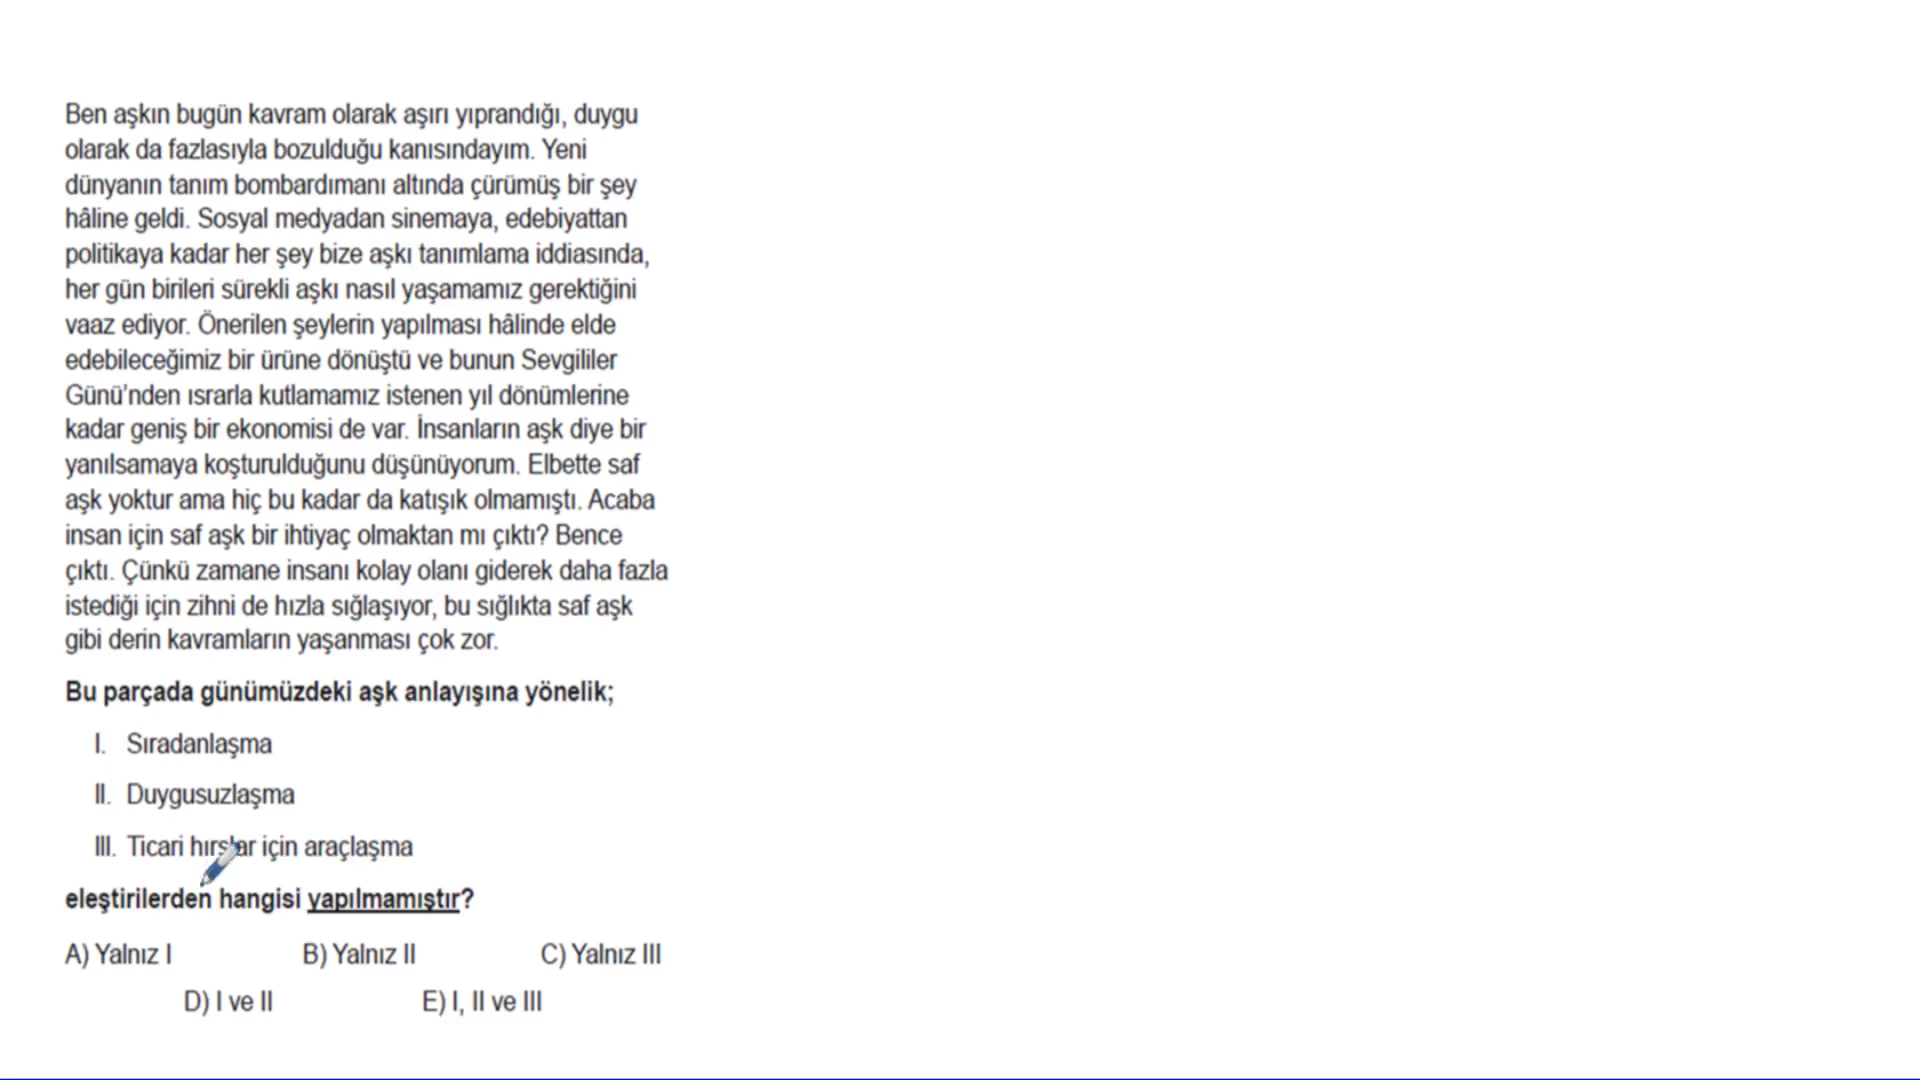 Ben aşkın bugün kavram olarak aşırı yıprandığı, duygu
olarak da fazlasıyla bozulduğu kanısındayım. Yeni
dünyanın tanım bombardımanı altında çürümüş bir şey
hâline geldi. Sosyal medyadan sinemaya, edebiyattan
politikaya kadar her şey bize aşkı tanımlama iddiasında,
her gün birileri sürekli aşkı nasıl yaşamamız gerektiğini
vaaz ediyor. Önerilen şeylerin yapılması hâlinde elde
edebileceğimiz bir ürüne dönüştü ve bunun Sevgililer
Günü'nden ısrarla kutlamamız istenen yıl dönümlerine
kadar geniş bir ekonomisi de var. İnsanların aşk diye bir
yanılsamaya koşturulduğunu düşünüyorum. Elbette saf
aşk yoktur ama hiç bu kadar da katışık olmamıştı. Acaba
insan için saf aşk bir ihtiyaç olmaktan mı çıktı? Bence
çıktı. Çünkü zamane insanı kolay olanı giderek daha fazla
istediği için zihni de hızla sığlaşıyor, bu sığlıkta saf aşk
gibi derin kavramların yaşanması çok zor.
Bu parçada günümüzdeki aşk anlayışına yönelik;
I. Sıradanlaşma
II. Duygusuzlaşma
III. Ticari hırslar için araçlaşma
eleştirilerden hangisi yapılmamıştır?
A) Yalnız I B) Yalnız II C) Yalnız III
D) I ve II E) I, II ve III